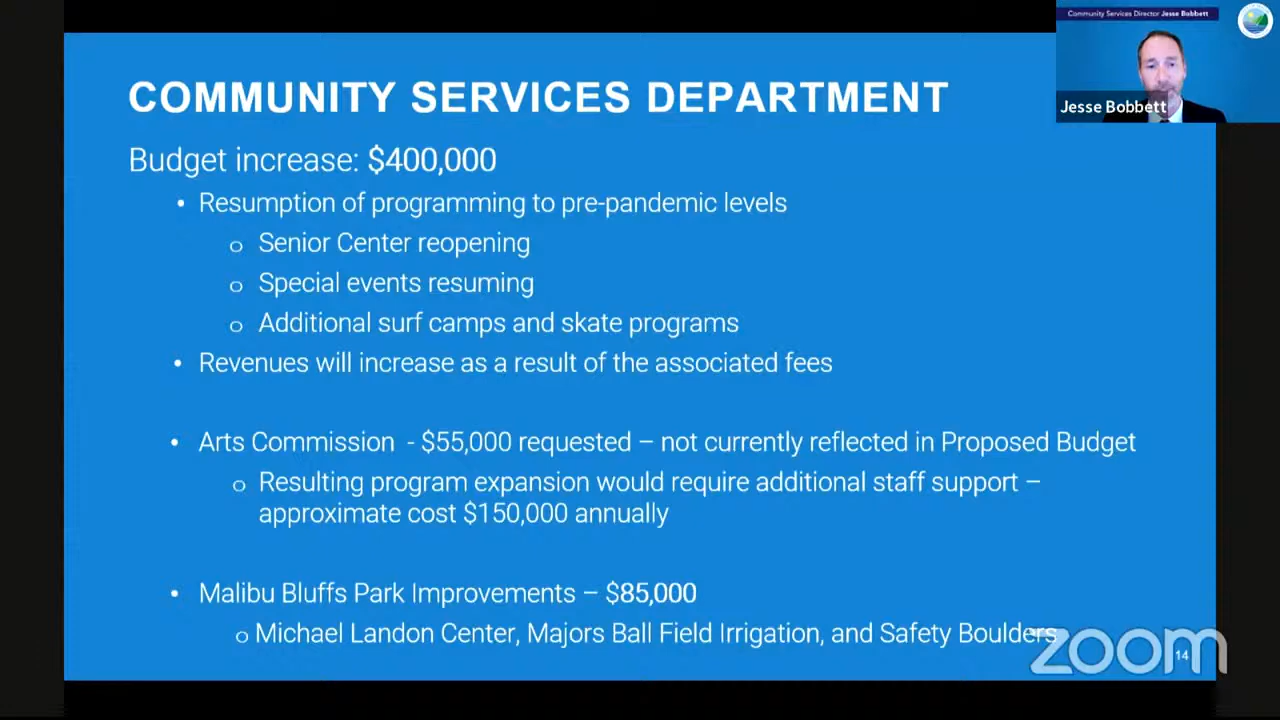 Community Services Director Jesse Bobbett
Jesse Bobbett
COMMUNITY SERVICES DEPARTMENT
Budget increase: $400,000
• Resumption of programming to pre-pandemic levels
o Senior Center reopening
o Special events resuming
o Additional surf camps and skate programs
• Revenues will increase as a result of the associated fees
• Arts Commission - $55,000 requested – not currently reflected in Proposed Budget
o Resulting program expansion would require additional staff support –
approximate cost $150,000 annually
• Malibu Bluffs Park Improvements – $85,000
o Michael Landon Center, Majors Ball Field Irrigation, and Safety Boulders
zoom
14